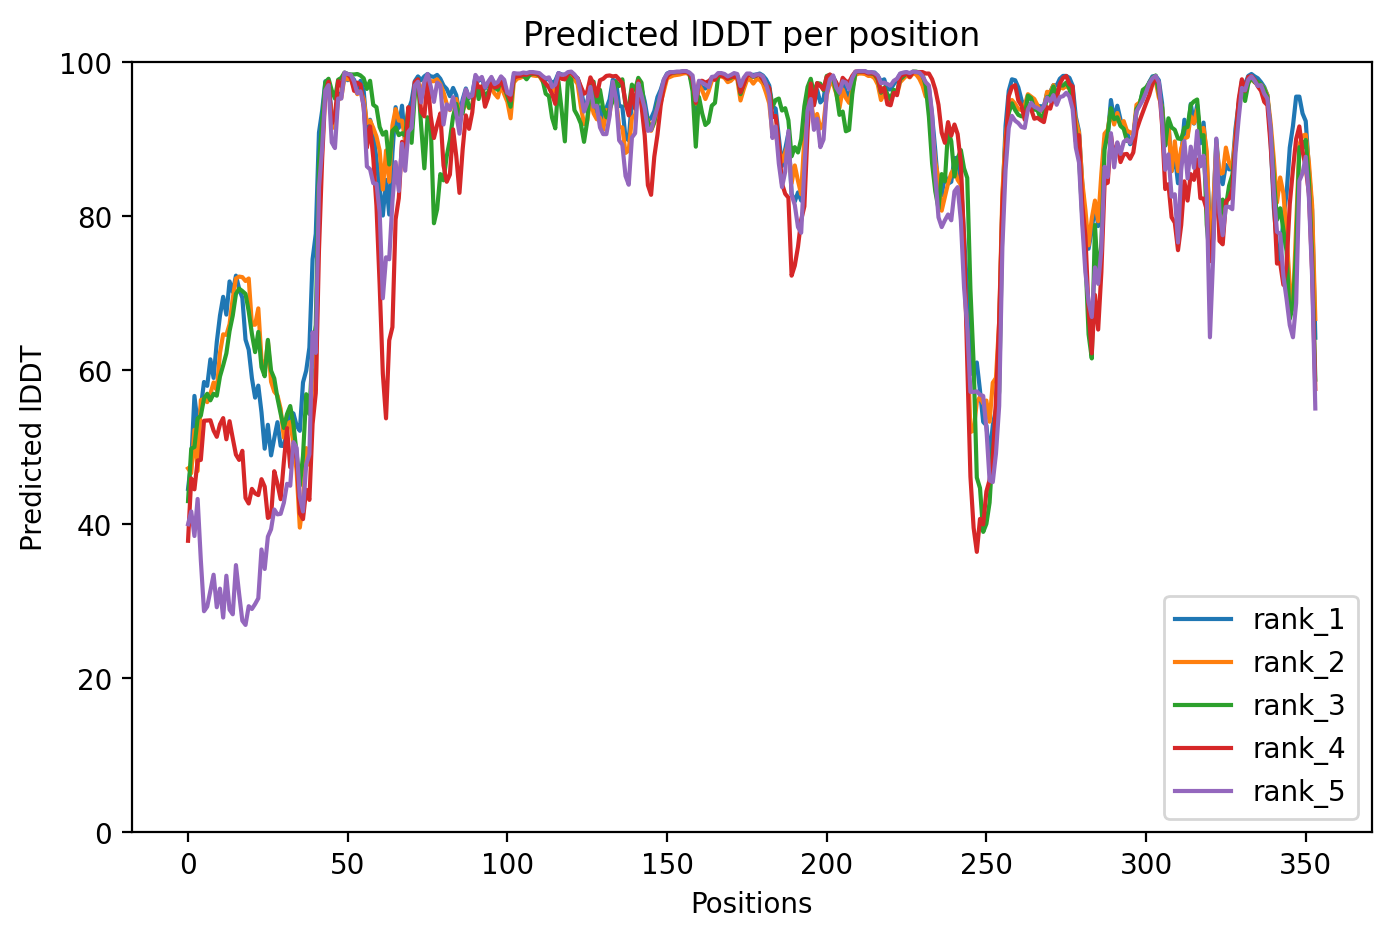 Predicted lDDT per position
Predicted lDDT
100
80
60
40
20
0
0 50 100 150 200 250 300 350
Positions
rank_1
rank_2
rank_3
rank_4
rank_5